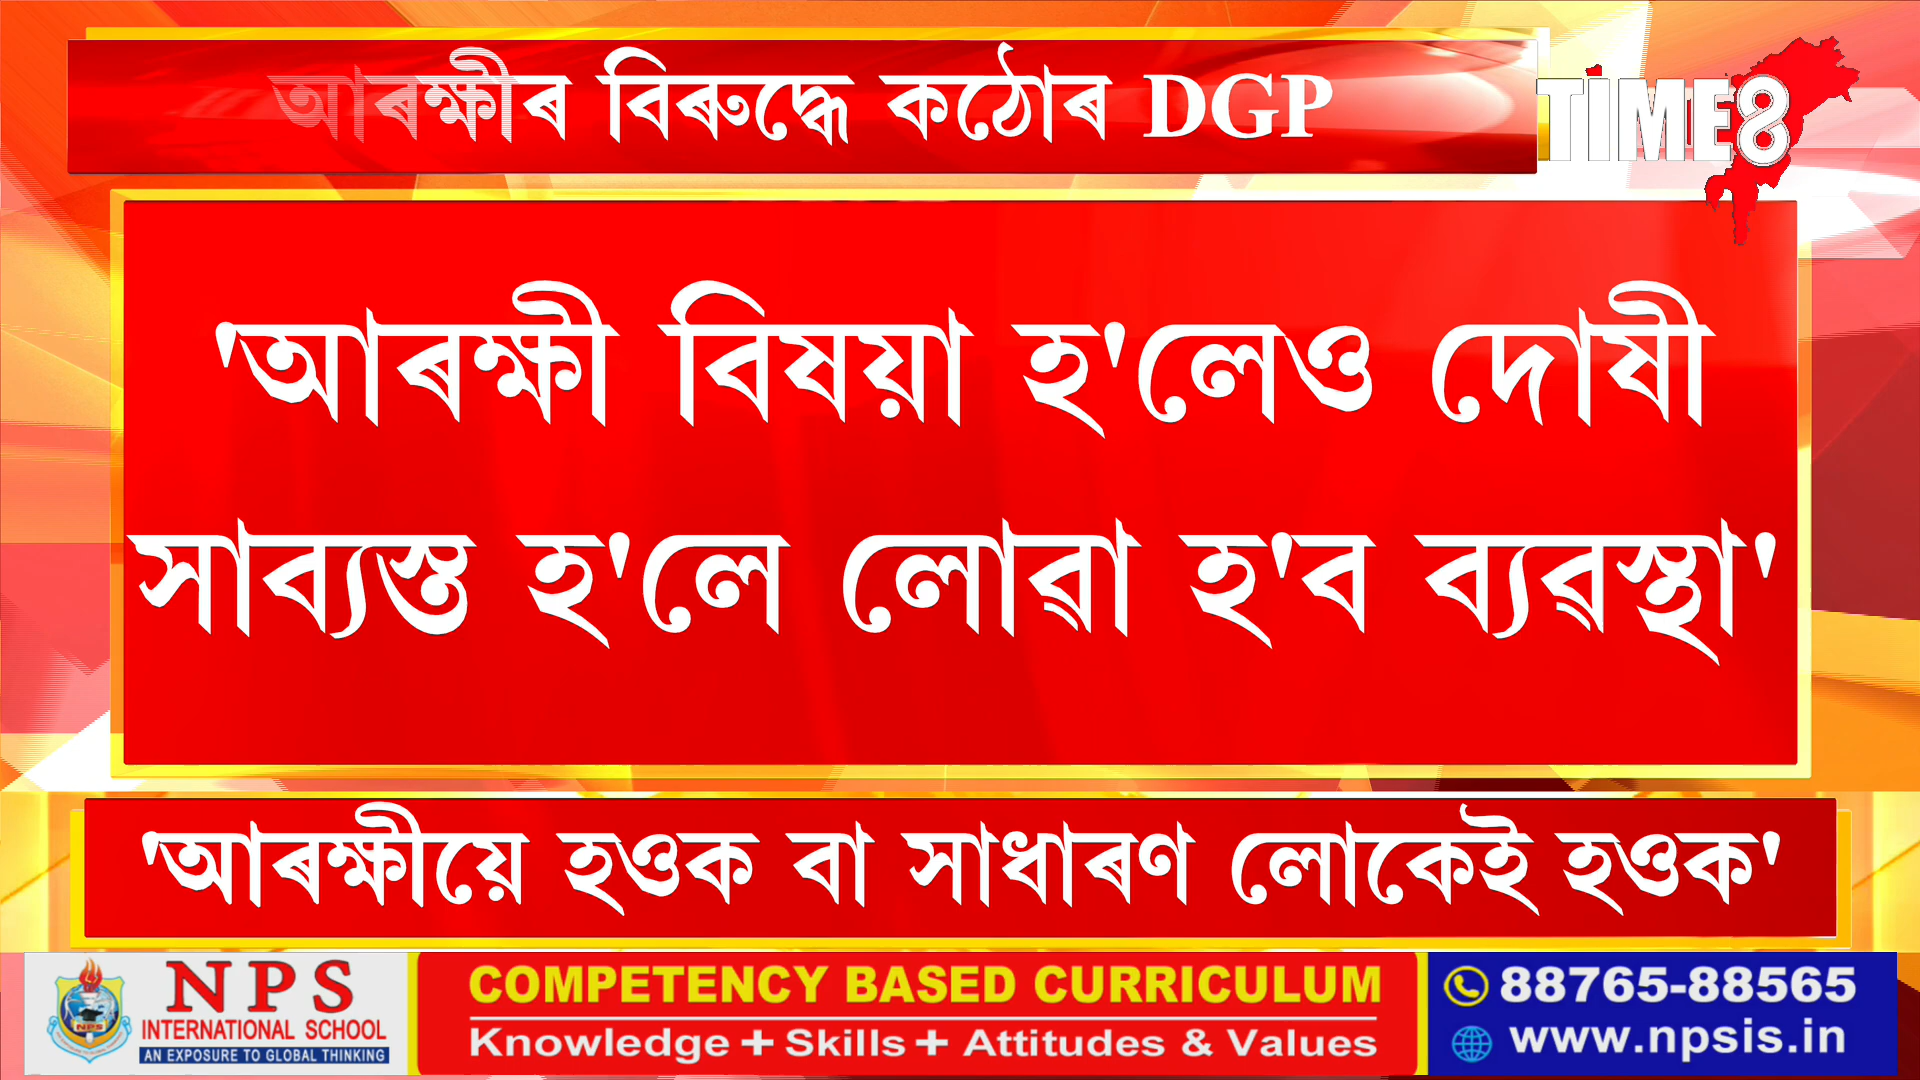 আৰক্ষীৰ বিৰুদ্ধে কঠোৰ DGP
TIME8
'আৰক্ষী বিষয়া হ'লেও দোষী
সাব্যস্ত হ'লে লোৱা হ'ব ব্যৱস্থা'
'আৰক্ষীয়ে হওক বা সাধাৰণ লোকেই হওক'
NPS
INTERNATIONAL SCHOOL
AN EXPOSURE TO GLOBAL THINKING
NPS
COMPETENCY BASED CURRICULUM
Knowledge + Skills + Attitudes & Values
88765-88565
www.npsis.in